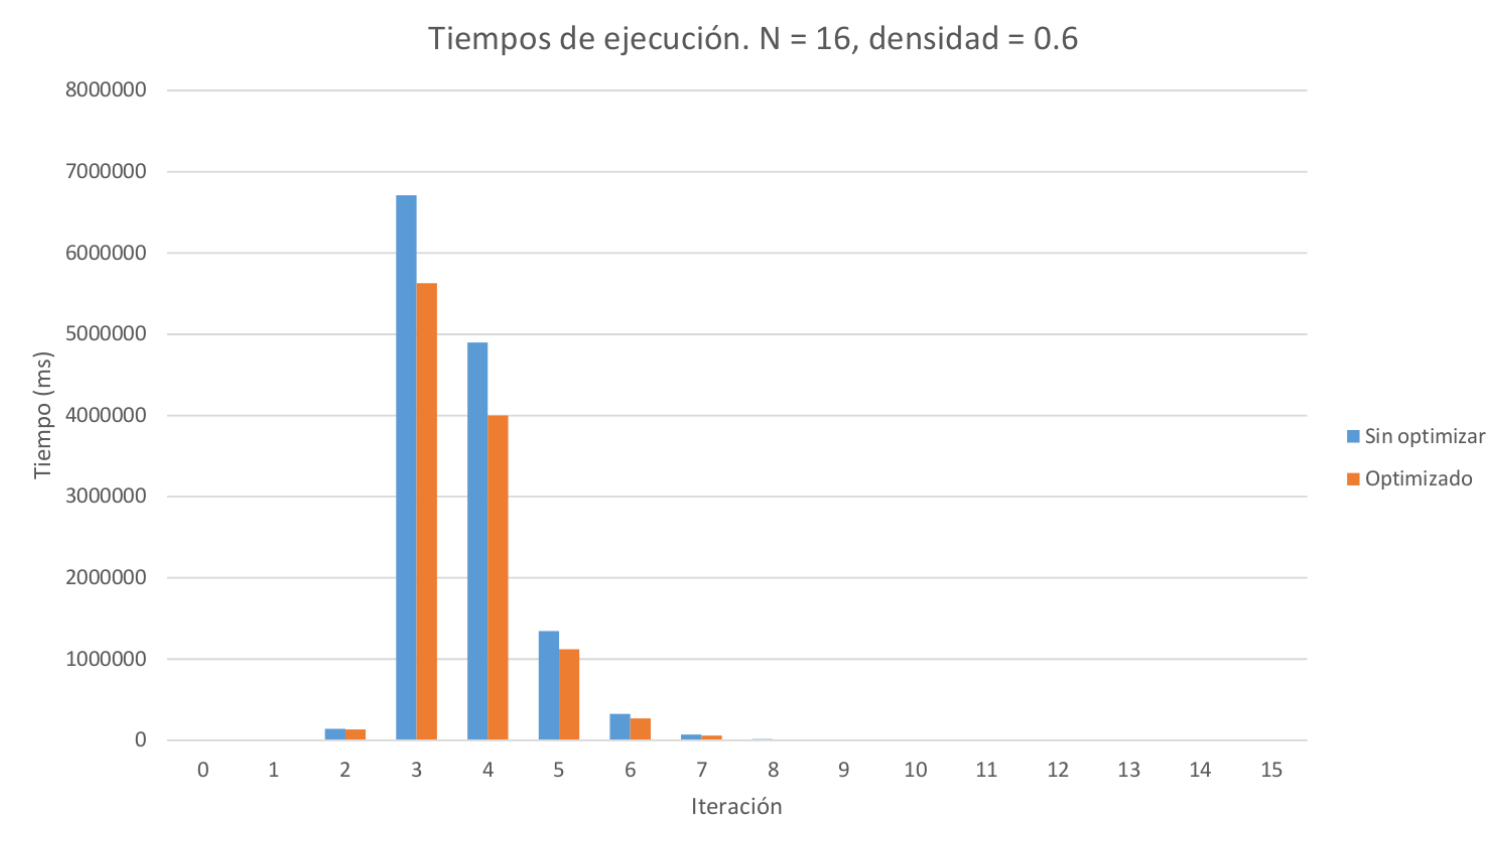 Tiempos de ejecución. N = 16, densidad = 0.6
8000000
7000000
6000000
5000000
4000000
3000000
2000000
1000000
0
Tiempo (ms)
0 1 2 3 4 5 6 7 8 9 10 11 12 13 14 15
Iteración
Sin optimizar
Optimizado